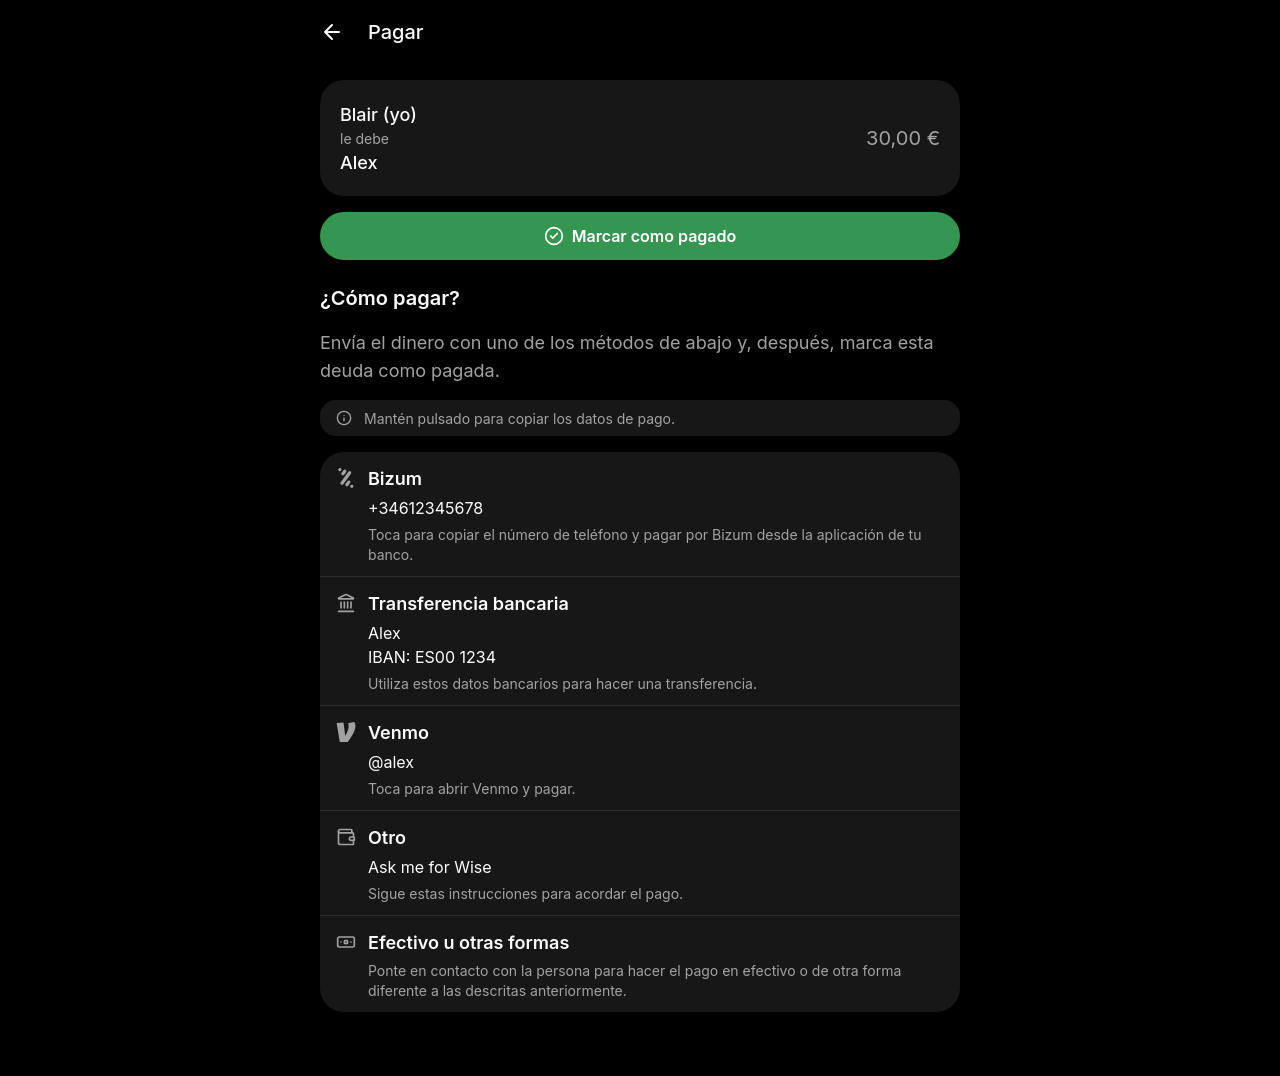 Pagar
Blair (yo)
le debe
Alex
30,00 €
Marcar como pagado
¿Cómo pagar?
Envía el dinero con uno de los métodos de abajo y, después, marca esta
deuda como pagada.
Mantén pulsado para copiar los datos de pago.
Bizum
+34612345678
Toca para copiar el número de teléfono y pagar por Bizum desde la aplicación de tu
banco.
Transferencia bancaria
Alex
IBAN: ES00 1234
Utiliza estos datos bancarios para hacer una transferencia.
Venmo
@alex
Toca para abrir Venmo y pagar.
Otro
Ask me for Wise
Sigue estas instrucciones para acordar el pago.
Efectivo u otras formas
Ponte en contacto con la persona para hacer el pago en efectivo o de otra forma
diferente a las descritas anteriormente.